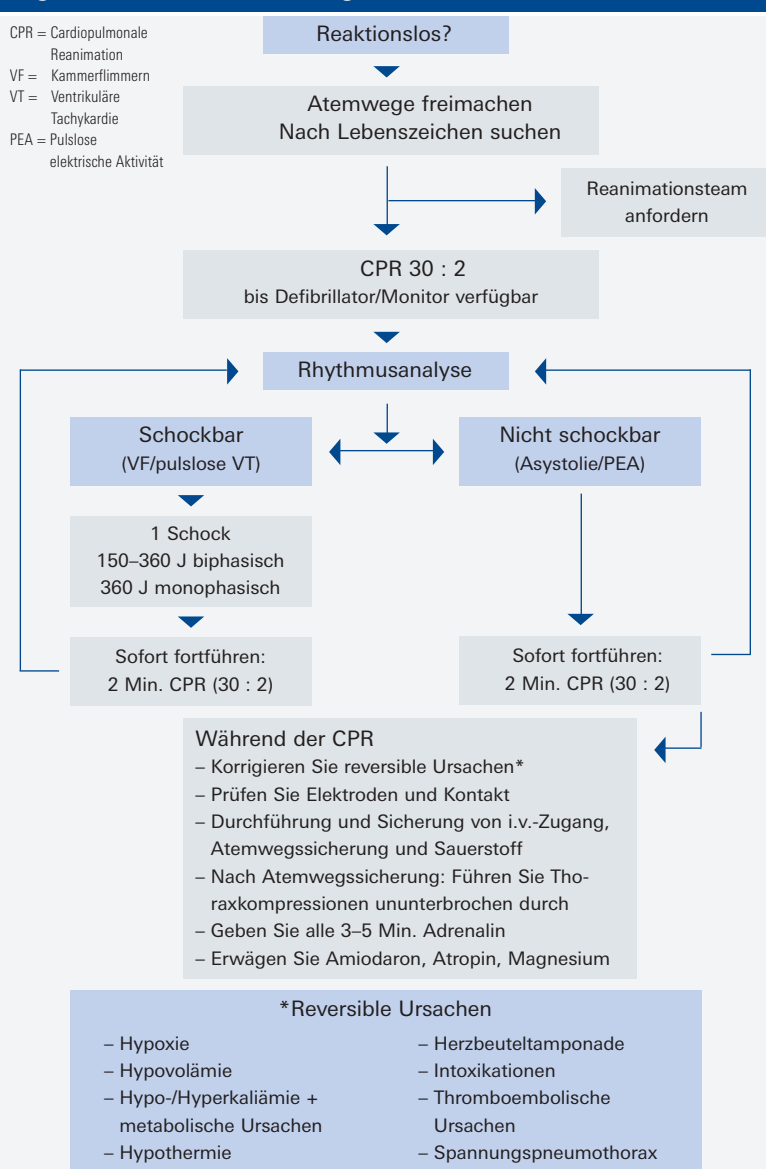 CPR = Cardiopulmonale
Reanimation
VF = Kammerflimmern
VT = Ventrikuläre
Tachykardie
PEA = Pulslose
elektrische Aktivität
Reaktionslos?
Atemwege freimachen
Nach Lebenszeichen suchen
Reanimationsteam
anfordern
CPR 30 : 2
bis Defibrillator/Monitor verfügbar
Rhythmusanalyse
Schockbar
(VF/pulslose VT)
Nicht schockbar
(Asystolie/PEA)
1 Schock
150–360 J biphasisch
360 J monophasisch
Sofort fortführen:
2 Min. CPR (30 : 2)
Sofort fortführen:
2 Min. CPR (30 : 2)
Während der CPR
– Korrigieren Sie reversible Ursachen*
– Prüfen Sie Elektroden und Kontakt
– Durchführung und Sicherung von i.v.-Zugang,
Atemwegssicherung und Sauerstoff
– Nach Atemwegssicherung: Führen Sie Tho-
raxkompressionen ununterbrochen durch
– Geben Sie alle 3–5 Min. Adrenalin
– Erwägen Sie Amiodaron, Atropin, Magnesium
*Reversible Ursachen
– Hypoxie
– Hypovolämie
– Hypo-/Hyperkaliämie +
metabolische Ursachen
– Hypothermie
– Herzbeuteltamponade
– Intoxikationen
– Thromboembolische
Ursachen
– Spannungspneumothorax